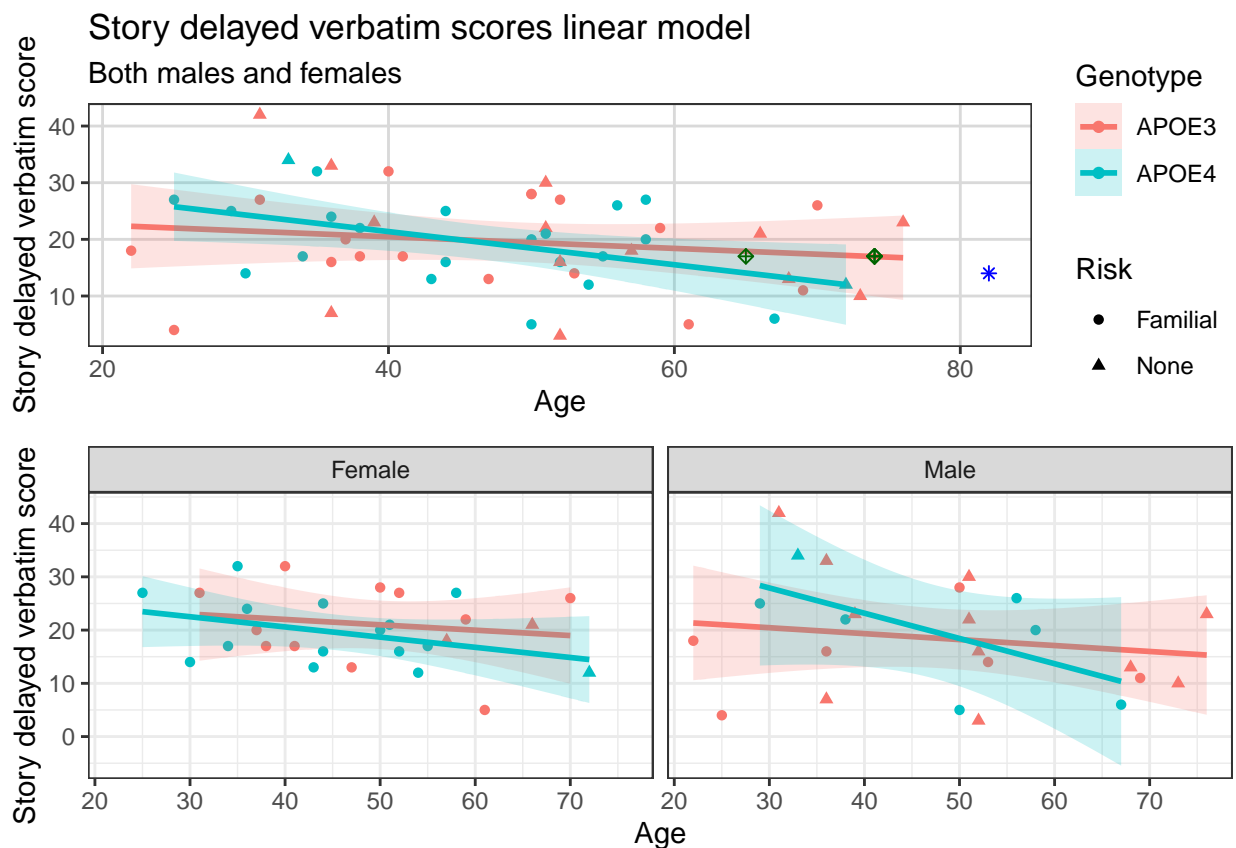 Story delayed verbatim scores linear model
Both males and females
Story delayed verbatim score
40
30
20
10
20 40 60 80
Age
Genotype
APOE3
APOE4
Risk
Familial
None
Female Male
Story delayed verbatim score
40
30
20
10
0
20 30 40 50 60 70 20 30 40 50 60 70
Age